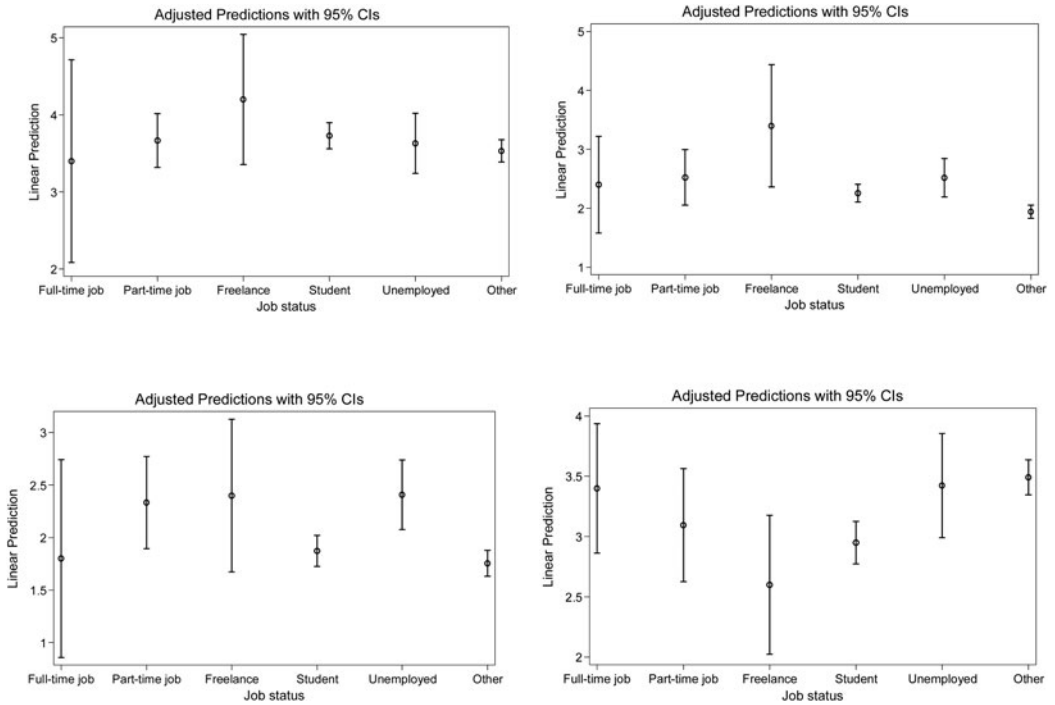 Adjusted Predictions with 95% CIs
5
4
3
2
Linear Prediction
Full-time job Part-time job Freelance Student Unemployed Other
Job status
Adjusted Predictions with 95% CIs
5
4
3
2
1
Linear Prediction
Full-time job Part-time job Freelance Student Unemployed Other
Job status
Adjusted Predictions with 95% CIs
3
2.5
2
1.5
1
Linear Prediction
Full-time job Part-time job Freelance Student Unemployed Other
Job status
Adjusted Predictions with 95% CIs
4
3.5
3
2.5
2
Linear Prediction
Full-time job Part-time job Freelance Student Unemployed Other
Job status